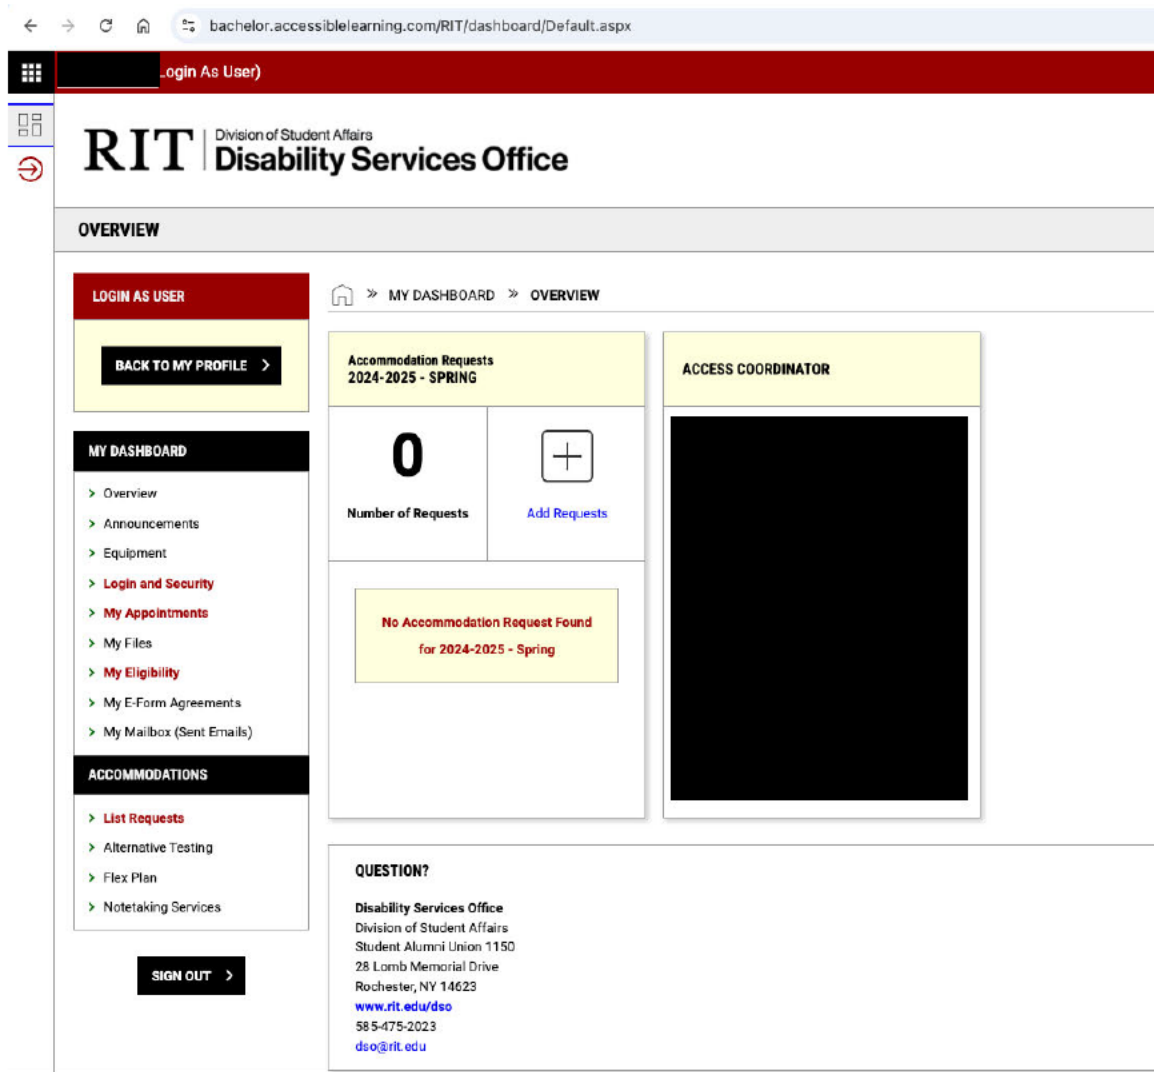 bachelor.accessiblelearning.com/RIT/dashboard/Default.aspx
Login As User)
RIT
Division of Student Affairs
Disability Services Office
OVERVIEW
LOGIN AS USER
BACK TO MY PROFILE
MY DASHBOARD
Overview
Announcements
Equipment
Login and Security
My Appointments
My Files
My Eligibility
My E-Form Agreements
My Mailbox (Sent Emails)
ACCOMMODATIONS
List Requests
Alternative Testing
Flex Plan
Notetaking Services
SIGN OUT
» MY DASHBOARD » OVERVIEW
Accommodation Requests
2024-2025 - SPRING
0
Number of Requests
Add Requests
No Accommodation Request Found
for 2024-2025 - Spring
ACCESS COORDINATOR
QUESTION?
Disability Services Office
Division of Student Affairs
Student Alumni Union 1150
28 Lomb Memorial Drive
Rochester, NY 14623
www.rit.edu/dso
585-475-2023
dso@rit.edu